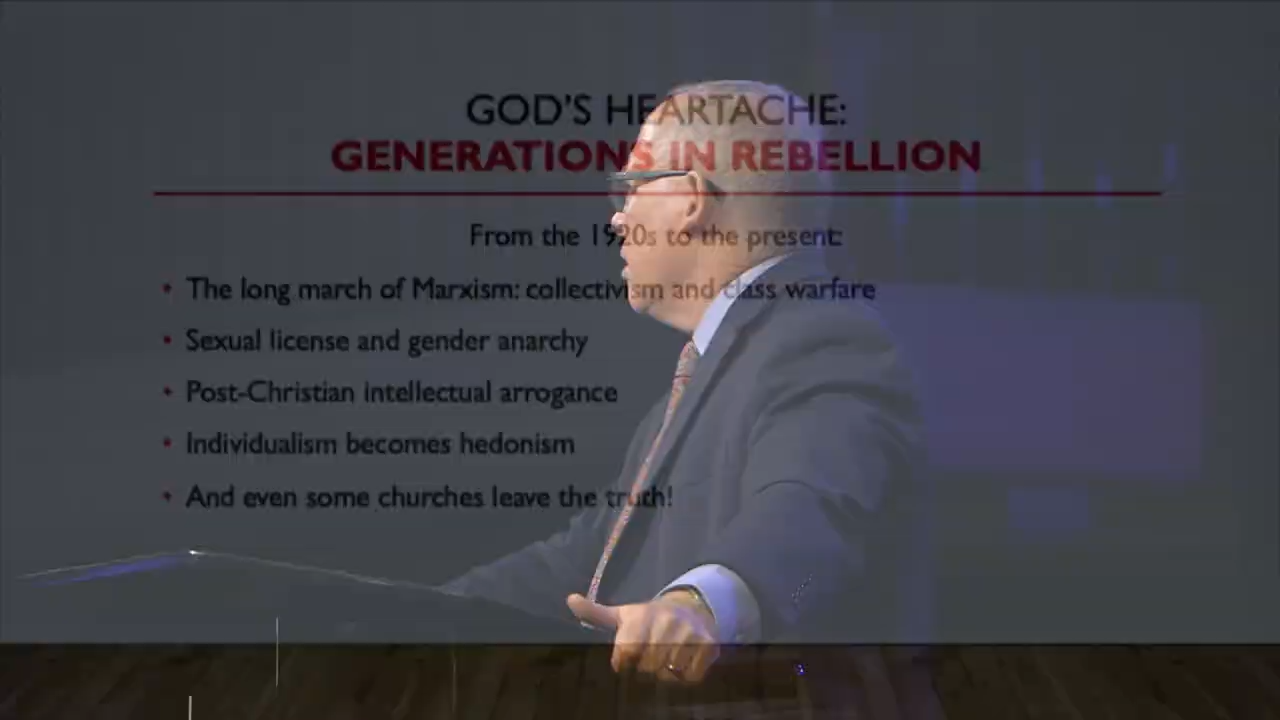 GOD'S HEARTACHE:
GENERATIONS IN REBELLION
From the 1920s to the present:
• The long march of Marxism: collectivism and class warfare
• Sexual license and gender anarchy
• Post-Christian intellectual arrogance
• Individualism becomes hedonism
• And even some churches leave the truth!